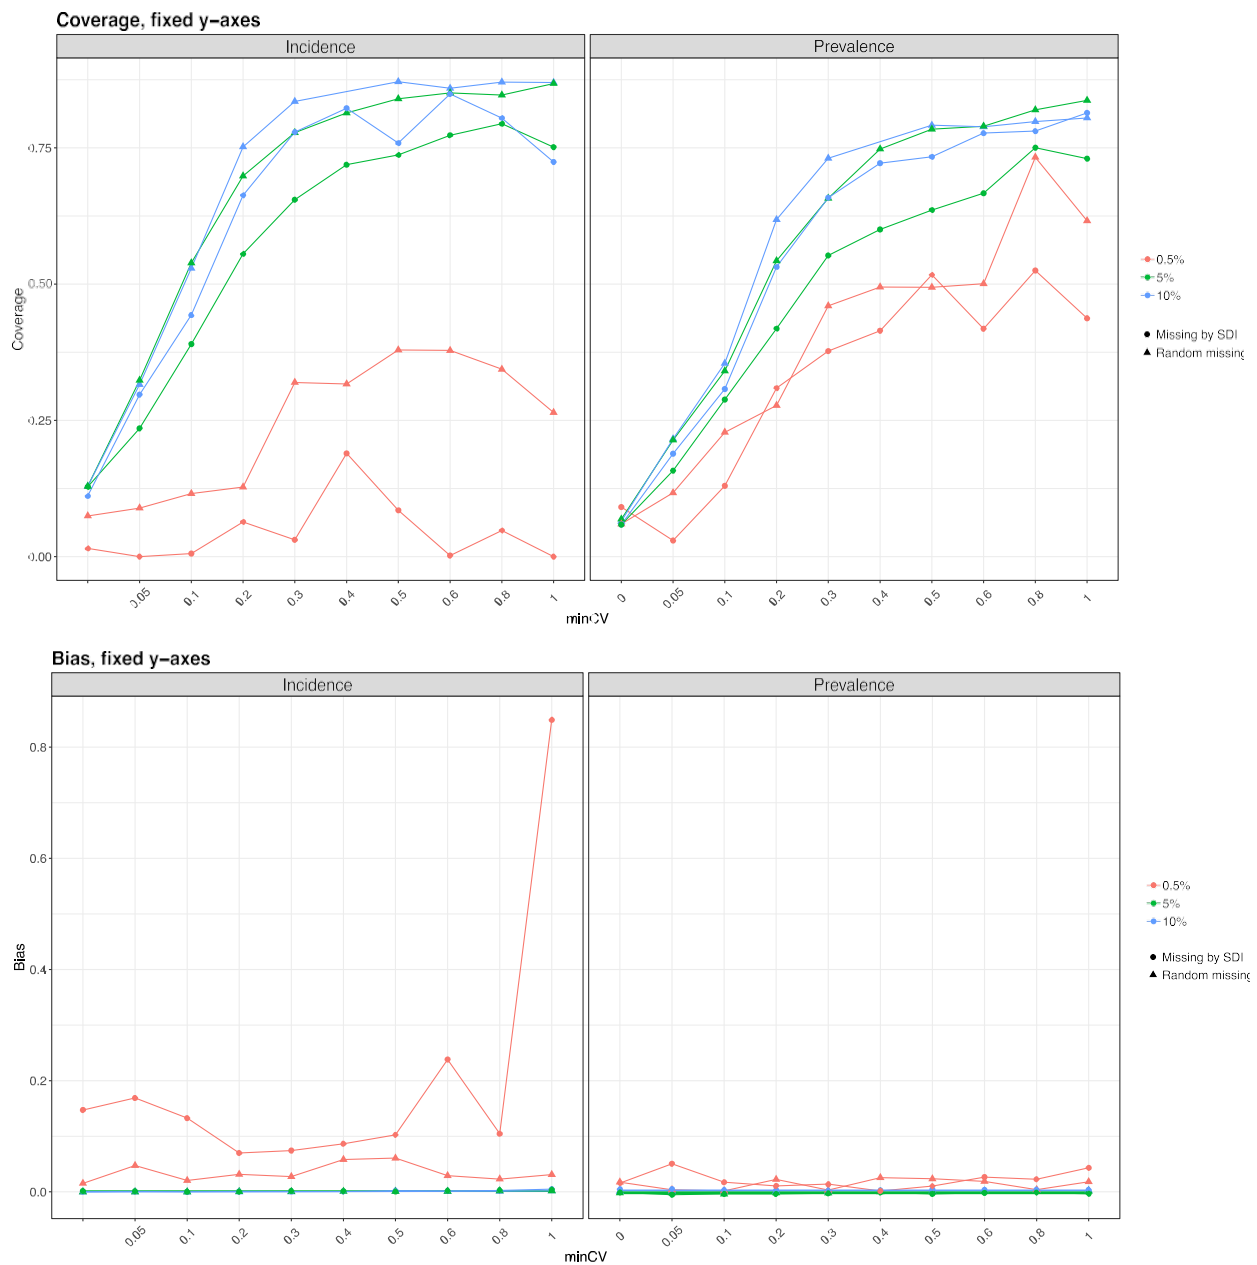 Coverage, fixed y-axes
Incidence
Prevalence
0.75
0.50
0.25
0.00
Coverage
0.05 0.1 0.2 0.3 0.4 0.5 0.6 0.8 1
0 0.05 0.1 0.2 0.3 0.4 0.5 0.6 0.8 1
minCV
0.5%
5%
10%
Missing by SDI
Random missing
Bias, fixed y-axes
Incidence
Prevalence
0.8
0.6
0.4
0.2
0.0
Bias
0.05 0.1 0.2 0.3 0.4 0.5 0.6 0.8 1
0 0.05 0.1 0.2 0.3 0.4 0.5 0.6 0.8 1
minCV
0.5%
5%
10%
Missing by SDI
Random missing